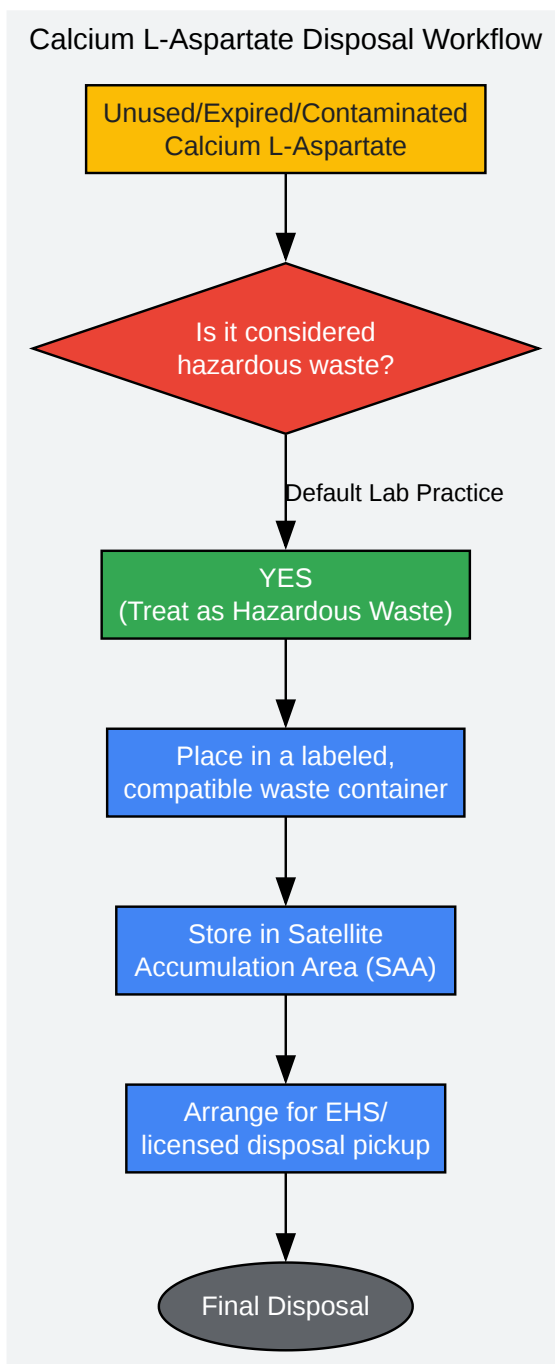 Calcium L-Aspartate Disposal Workflow
Unused/Expired/Contaminated
Calcium L-Aspartate
Is it considered
hazardous waste?
Default Lab Practice
YES
(Treat as Hazardous Waste)
Place in a labeled,
compatible waste container
Store in Satellite
Accumulation Area (SAA)
Arrange for EHS/
licensed disposal pickup
Final Disposal